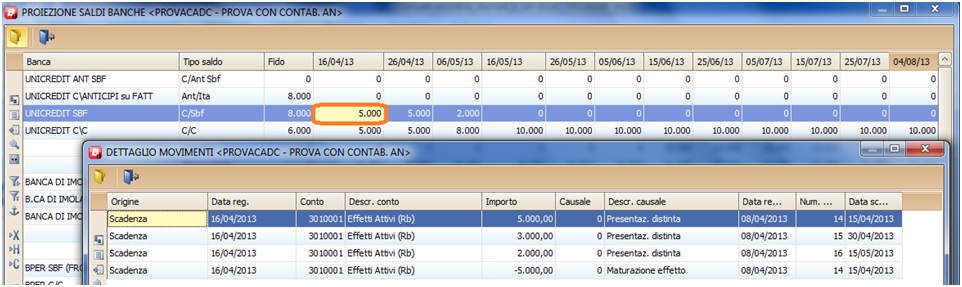 PROIEZIONE SALDI BANCHE <PROVACADC - PROVA CON CONTAB. AN>
Banca Tipo saldo Fido 16/04/13 26/04/13 06/05/13 16/05/13 26/05/13 05/06/13 15/06/13 25/06/13 05/07/13 15/07/13 25/07/13 04/08/13
UNICREDIT ANT SBF C/Ant Sbf 0 0 0 0 0 0 0 0 0 0 0 0 0
UNICREDIT C\ANTICIPI su FATT Ant/Ita 8.000 0 0 0 0 0 0 0 0 0 0 0 0
UNICREDIT SBF C/Sbf 8.000 5.000 5.000 2.000 0 0 0 0 0 0 0 0 0
UNICREDIT C\C C/C 6.000 5.000 5.000 8.000 10.000 10.000 10.000 10.000 10.000 10.000 10.000 10.000 10.000
DETTAGLIO MOVIMENTI <PROVACADC - PROVA CON CONTAB. AN>
BANCA DI IMO
B.CA DI IMOLA
BANCA DI IMO
BPER SBF (FRO
BPER C/C
Origine Data reg. Conto Descr. conto Importo Causale Descr. causale Data re... Num. ... Data sc...
Scadenza 16/04/2013 3010001 Effetti Attivi (Rb) 5.000,00 0 Presentaz. distinta 08/04/2013 14 15/04/2013
Scadenza 16/04/2013 3010001 Effetti Attivi (Rb) 3.000,00 0 Presentaz. distinta 08/04/2013 15 30/04/2013
Scadenza 16/04/2013 3010001 Effetti Attivi (Rb) 2.000,00 0 Presentaz. distinta 08/04/2013 16 15/05/2013
Scadenza 16/04/2013 3010001 Effetti Attivi (Rb) -5.000,00 0 Maturazione effetto 08/04/2013 14 15/04/2013